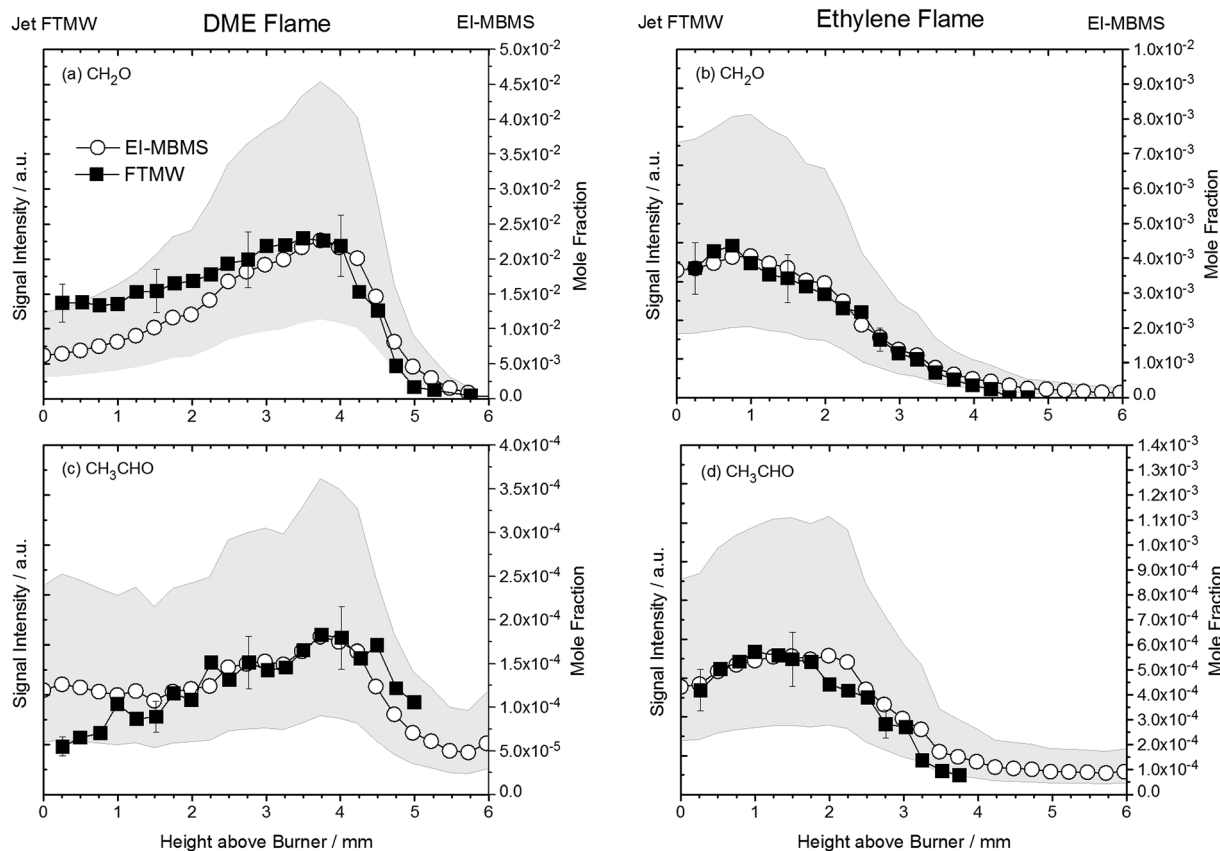 Jet FTMW DME Flame EI-MBMS
Jet FTMW Ethylene Flame EI-MBMS
(a) CH₂O
EI-MBMS
FTMW
Signal Intensity / a.u.
5.0x10⁻²
4.5x10⁻²
4.0x10⁻²
3.5x10⁻²
3.0x10⁻²
2.5x10⁻²
2.0x10⁻²
1.5x10⁻²
1.0x10⁻²
5.0x10⁻³
0.0
Mole Fraction
0 1 2 3 4 5 6
(b) CH₂O
Signal Intensity / a.u.
1.0x10⁻²
9.0x10⁻³
8.0x10⁻³
7.0x10⁻³
6.0x10⁻³
5.0x10⁻³
4.0x10⁻³
3.0x10⁻³
2.0x10⁻³
1.0x10⁻³
0.0
Mole Fraction
0 1 2 3 4 5 6
(c) CH₃CHO
Signal Intensity / a.u.
4.0x10⁻⁴
3.5x10⁻⁴
3.0x10⁻⁴
2.5x10⁻⁴
2.0x10⁻⁴
1.5x10⁻⁴
1.0x10⁻⁴
5.0x10⁻⁵
0.0
Mole Fraction
0 1 2 3 4 5 6
Height above Burner / mm
(d) CH₃CHO
Signal Intensity / a.u.
1.4x10⁻³
1.3x10⁻³
1.2x10⁻³
1.1x10⁻³
1.0x10⁻³
9.0x10⁻⁴
8.0x10⁻⁴
7.0x10⁻⁴
6.0x10⁻⁴
5.0x10⁻⁴
4.0x10⁻⁴
3.0x10⁻⁴
2.0x10⁻⁴
1.0x10⁻⁴
0.0
Mole Fraction
0 1 2 3 4 5 6
Height above Burner / mm